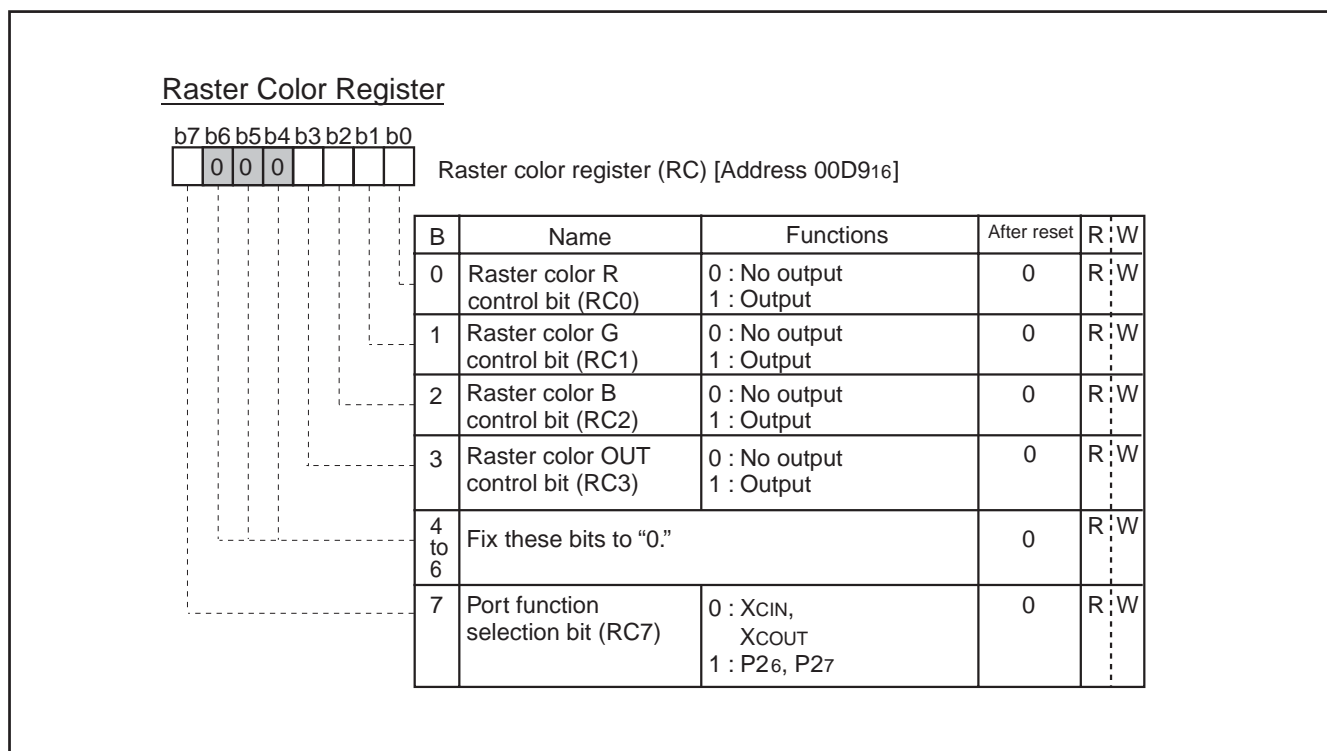 Raster Color Register
b7 b6 b5 b4 b3 b2 b1 b0
0 0 0
Raster color register (RC) [Address 00D916]
B Name Functions After reset R W
0 Raster color R control bit (RC0) 0 : No output 1 : Output 0 R W
1 Raster color G control bit (RC1) 0 : No output 1 : Output 0 R W
2 Raster color B control bit (RC2) 0 : No output 1 : Output 0 R W
3 Raster color OUT control bit (RC3) 0 : No output 1 : Output 0 R W
4 to 6 Fix these bits to “0.” 0 R W
7 Port function selection bit (RC7) 0 : XCIN, XCOUT 1 : P26, P27 0 R W